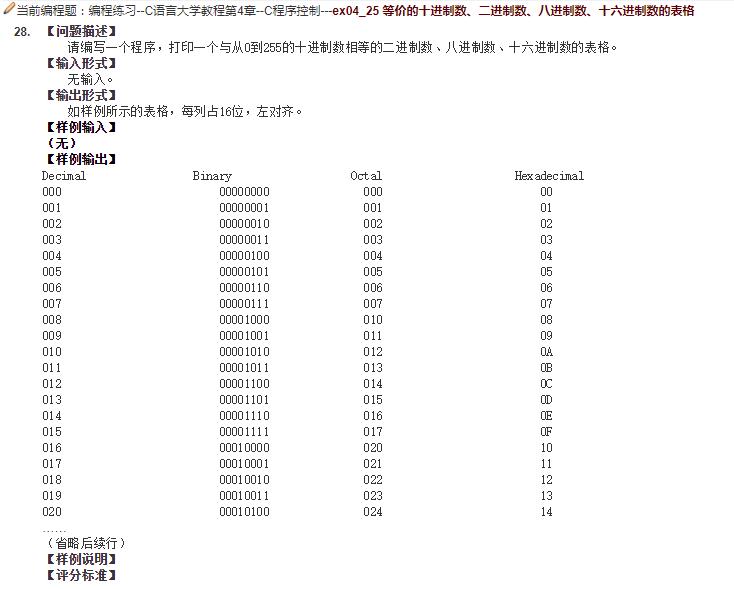 当前编程题：编程练习--C语言大学教程第4章--C程序控制---ex04_25 等价的十进制数、二进制数、八进制数、十六进制数的表格
28. 【问题描述】
请编写一个程序，打印一个与从0到255的十进制数相等的二进制数、八进制数、十六进制数的表格。
【输入形式】
无输入。
【输出形式】
如样例所示的表格，每列占16位，左对齐。
【样例输入】
（无）
【样例输出】
Decimal Binary Octal Hexadecimal
000 00000000 000 00
001 00000001 001 01
002 00000010 002 02
003 00000011 003 03
004 00000100 004 04
005 00000101 005 05
006 00000110 006 06
007 00000111 007 07
008 00001000 010 08
009 00001001 011 09
010 00001010 012 0A
011 00001011 013 0B
012 00001100 014 0C
013 00001101 015 0D
014 00001110 016 0E
015 00001111 017 0F
016 00010000 020 10
017 00010001 021 11
018 00010010 022 12
019 00010011 023 13
020 00010100 024 14
……
（省略后续行）
【样例说明】
【评分标准】